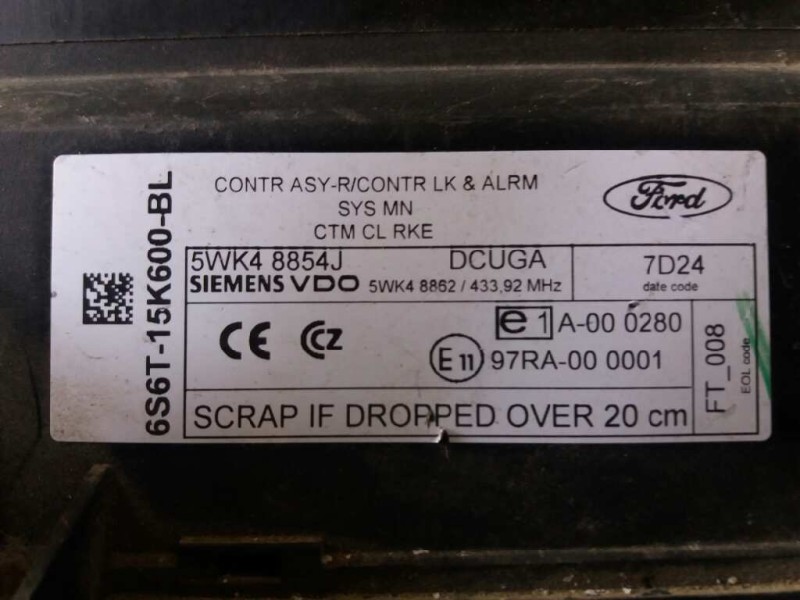 CONTR ASY-R/CONTR LK & ALRM
SYS MN
CTM CL RKE
Ford
6S6T-15K600-BL
5WK4 8854J DCUGA
SIEMENS VDO 5WK4 8862 / 433,92 MHz
7D24
date code
CE CCZ
e1 A-00 0280
E11 97RA-00 0001
FT_008
EOL code
SCRAP IF DROPPED OVER 20 cm